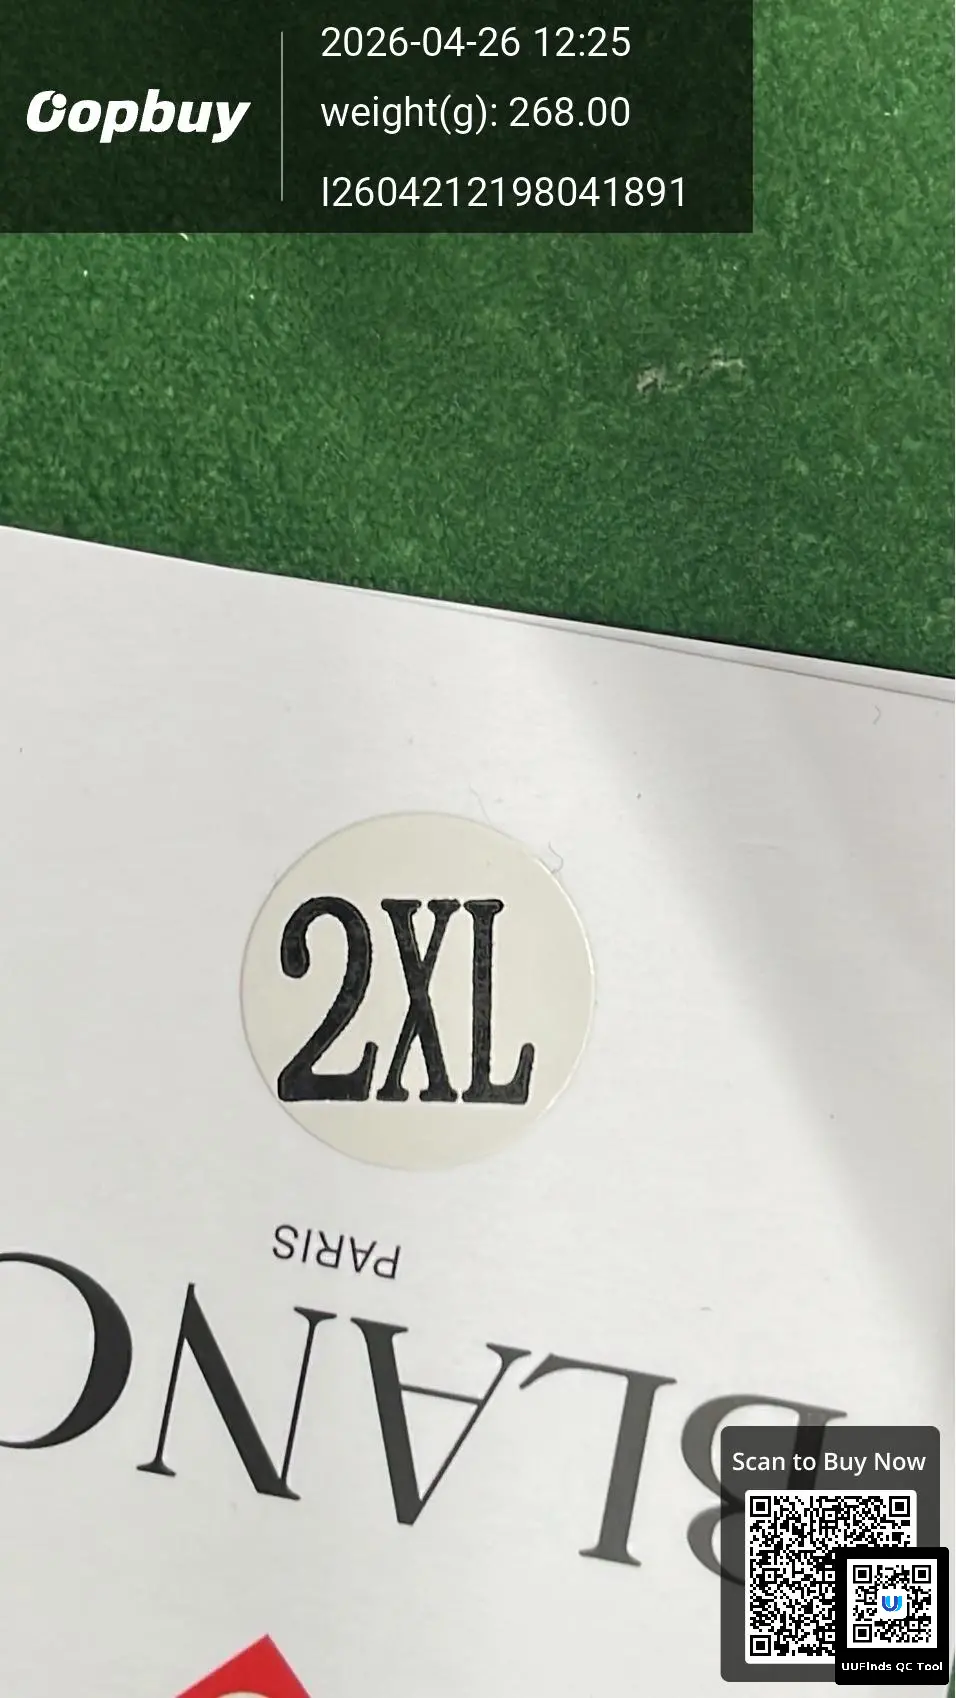 Oopbuy
2026-04-26 12:25
weight(g): 268.00
I2604212198041891
2XL
PARIS
BLANC
Scan to Buy Now
UUFinds QC Tool